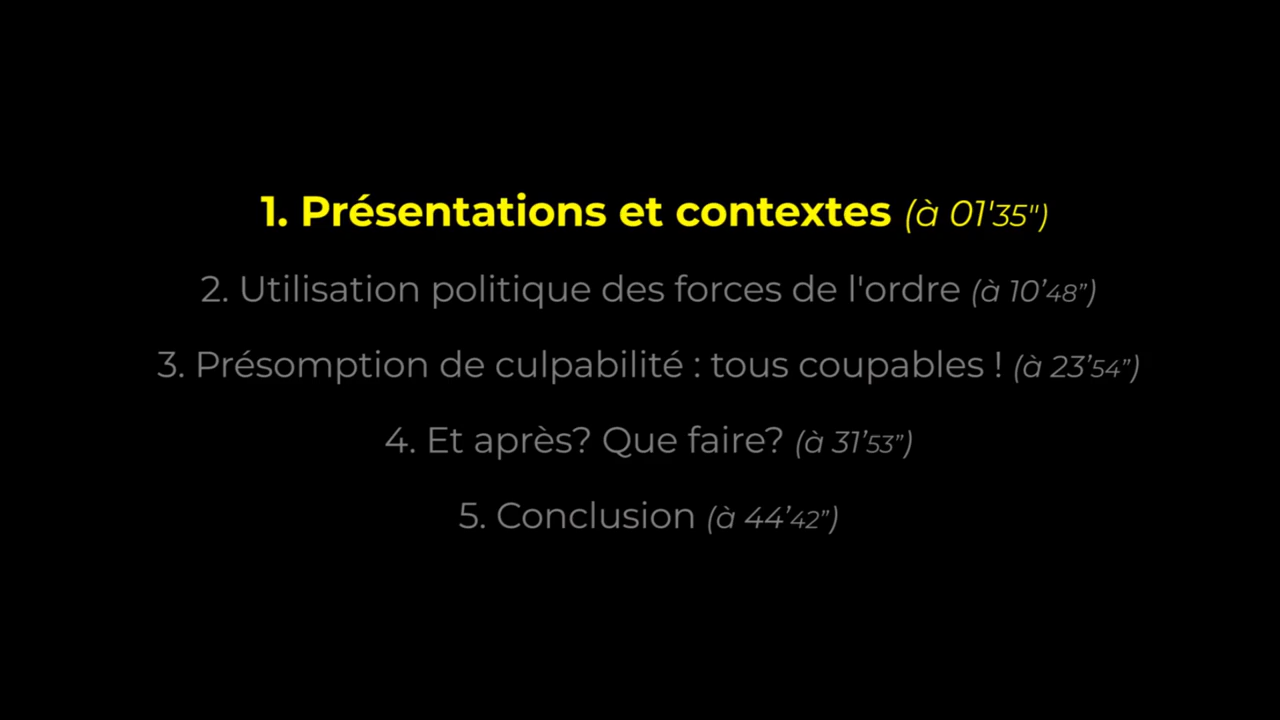 1. Présentations et contextes (à 01'35")
2. Utilisation politique des forces de l'ordre (à 10’48”)
3. Présomption de culpabilité : tous coupables ! (à 23’54”)
4. Et après? Que faire? (à 31’53”)
5. Conclusion (à 44’42”)